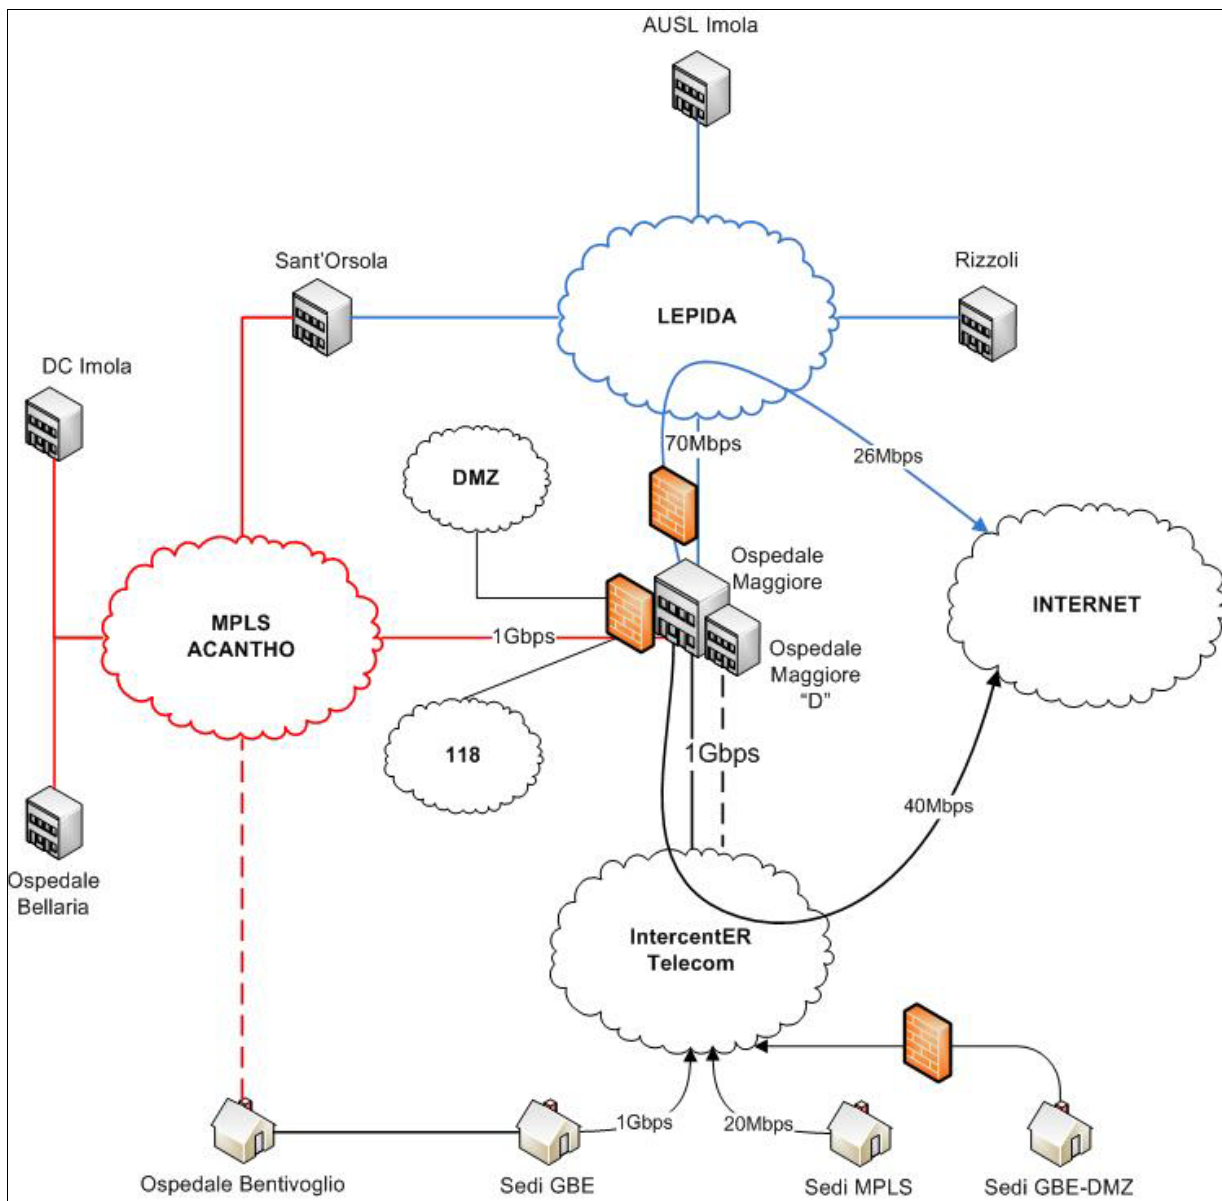 AUSL Imola
Sant'Orsola
Rizzoli
LEPIDA
DC Imola
70Mbps
26Mbps
DMZ
Ospedale
Maggiore
INTERNET
MPLS
ACANTHO
1Gbps
Ospedale
Maggiore
“D”
118
1Gbps
40Mbps
Ospedale
Bellaria
IntercentER
Telecom
1Gbps
20Mbps
Ospedale Bentivoglio
Sedi GBE
Sedi MPLS
Sedi GBE-DMZ